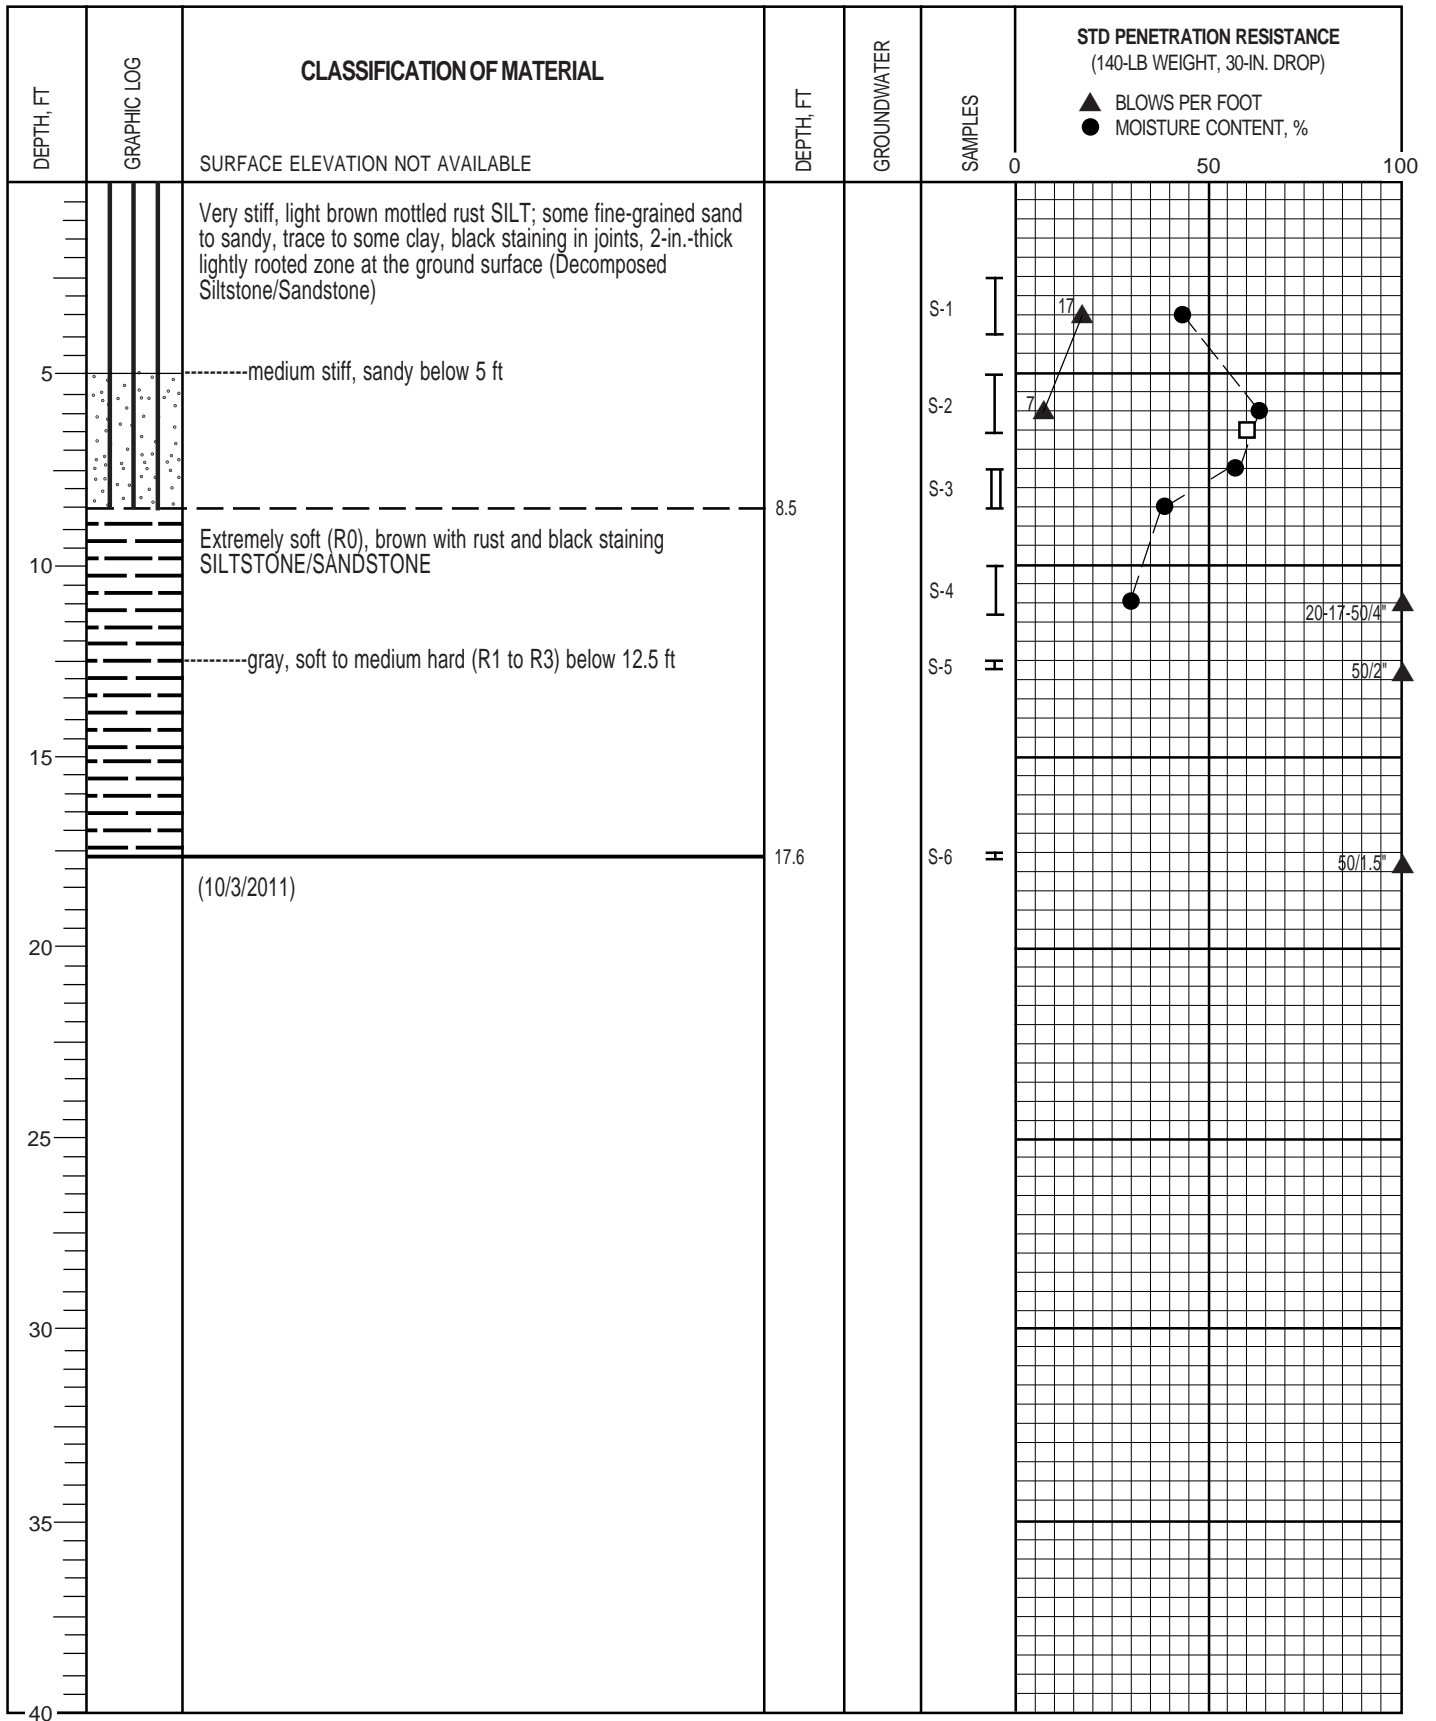 DEPTH, FT
GRAPHIC LOG
CLASSIFICATION OF MATERIAL
SURFACE ELEVATION NOT AVAILABLE
DEPTH, FT
GROUNDWATER
SAMPLES
STD PENETRATION RESISTANCE
(140-LB WEIGHT, 30-IN. DROP)
BLOWS PER FOOT
MOISTURE CONTENT, %
0 50 100
Very stiff, light brown mottled rust SILT; some fine-grained sand
to sandy, trace to some clay, black staining in joints, 2-in.-thick
lightly rooted zone at the ground surface (Decomposed
Siltstone/Sandstone)
S-1
17
5
medium stiff, sandy below 5 ft
S-2
7
S-3
8.5
Extremely soft (R0), brown with rust and black staining
SILTSTONE/SANDSTONE
10
S-4
20-17-50/4"
gray, soft to medium hard (R1 to R3) below 12.5 ft
S-5
50/2"
15
17.6
S-6
50/1.5"
(10/3/2011)
20
25
30
35
40